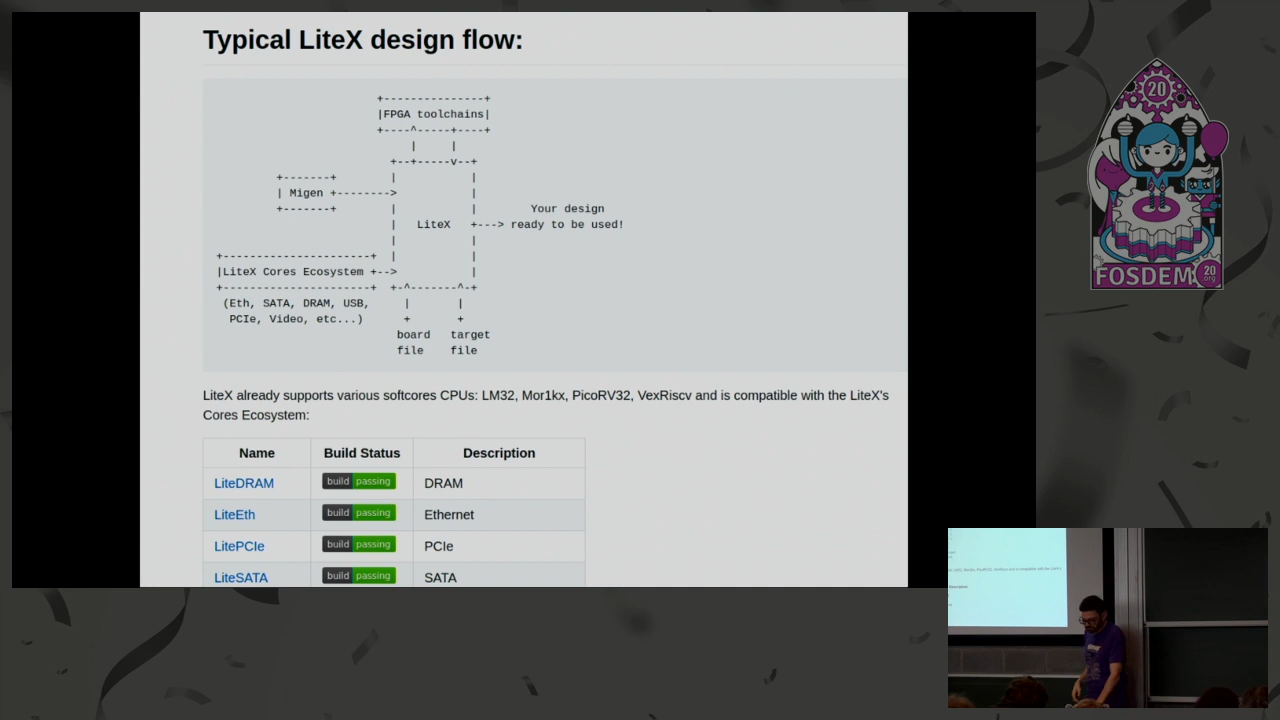 Typical LiteX design flow:
+---------------+
|FPGA toolchains|
+----^-----+----+
|     |
+--+-----v--+
+-------+        |           |
| Migen +-------->           |
+-------+        |           |        Your design
|   LiteX   +---> ready to be used!
|           |
+----------------------+  |           |
|LiteX Cores Ecosystem +-->           |
+----------------------+  +-^-------^-+
(Eth, SATA, DRAM, USB,     |       |
PCIe, Video, etc...)      +       +
board   target
file    file
LiteX already supports various softcores CPUs: LM32, Mor1kx, PicoRV32, VexRiscv and is compatible with the LiteX's
Cores Ecosystem:
Name Build Status Description
LiteDRAM build passing DRAM
LiteEth build passing Ethernet
LitePCIe build passing PCIe
LiteSATA build passing SATA
20
FOSDEM
20
.org